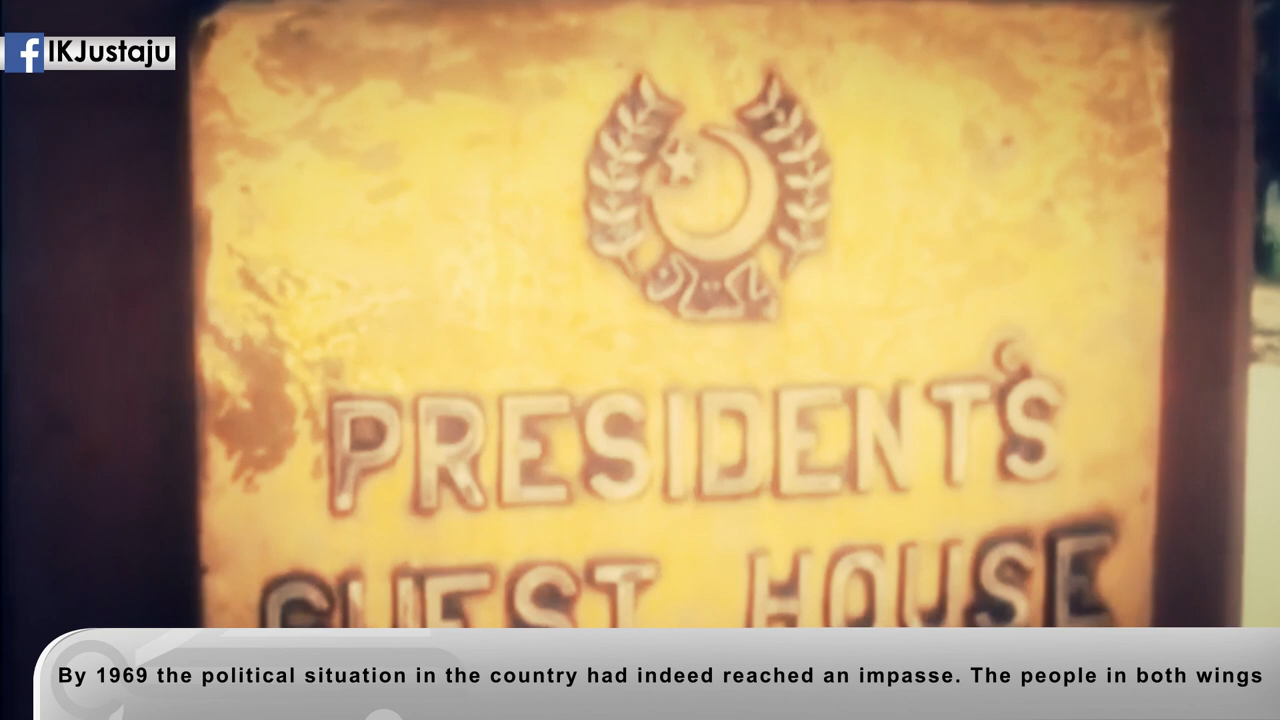 IKJustaju
PRESIDENT'S
GUEST HOUSE
By 1969 the political situation in the country had indeed reached an impasse. The people in both wings